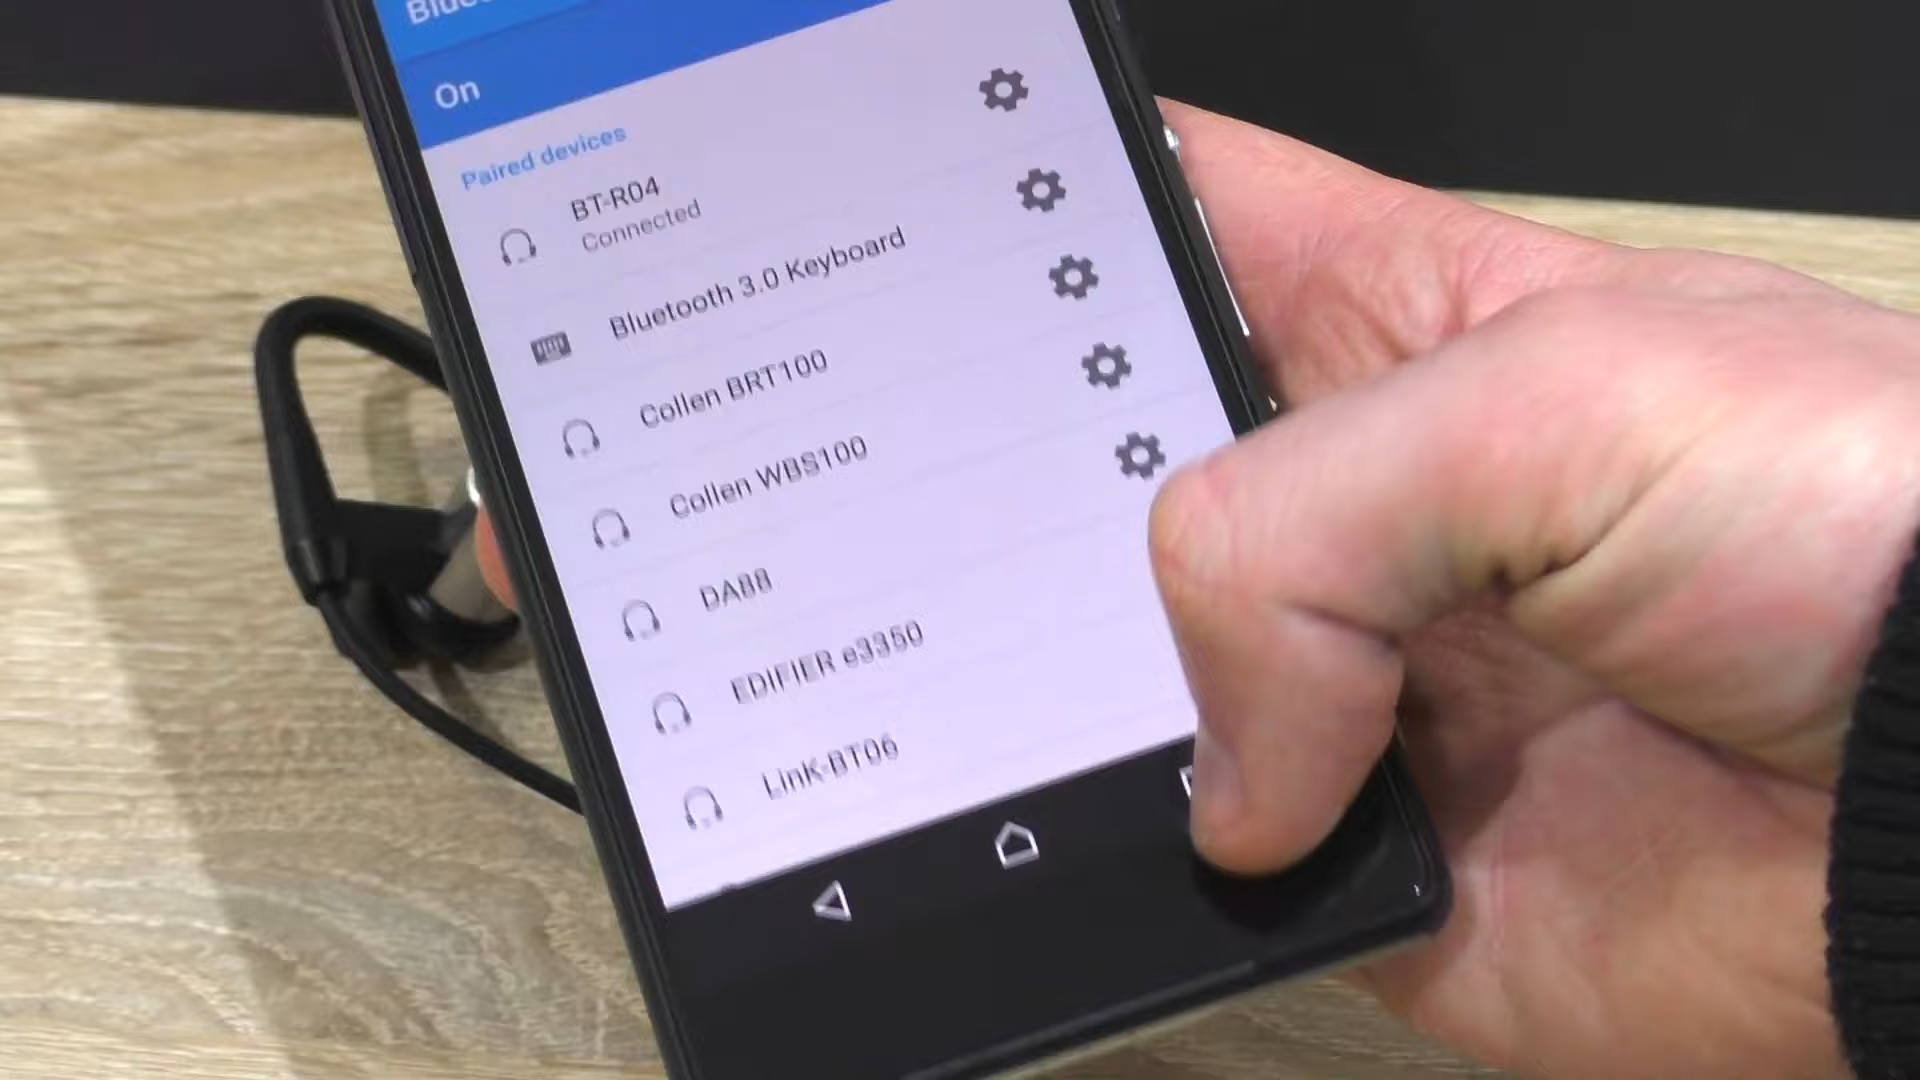 On
Paired devices
BT-R04
Connected
Bluetooth 3.0 Keyboard
Collen BRT100
Collen WBS100
DA88
EDIFIER e3350
LinK-BT06